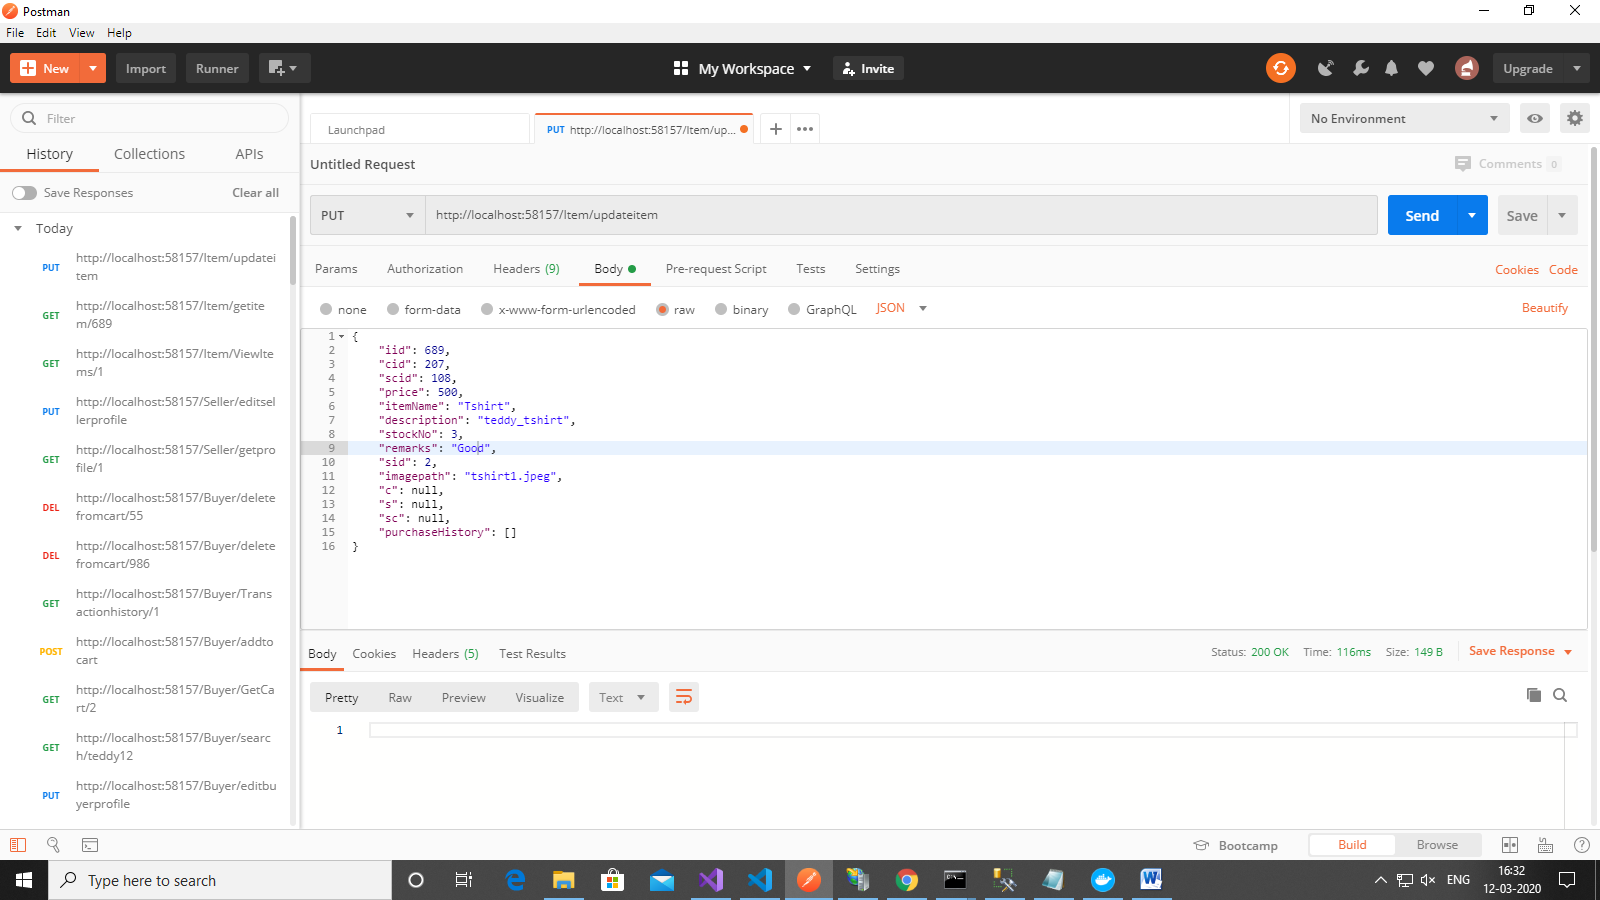 Postman
File Edit View Help
New Import Runner My Workspace Invite Upgrade
Filter
History Collections APIs
Save Responses Clear all
Today
PUT http://localhost:58157/Item/updatei
tem
GET http://localhost:58157/Item/getite
m/689
GET http://localhost:58157/Item/ViewIte
ms/1
PUT http://localhost:58157/Seller/editsel
lerprofile
GET http://localhost:58157/Seller/getpro
file/1
DEL http://localhost:58157/Buyer/delete
fromcart/55
DEL http://localhost:58157/Buyer/delete
fromcart/986
GET http://localhost:58157/Buyer/Trans
actionhistory/1
POST http://localhost:58157/Buyer/addto
cart
GET http://localhost:58157/Buyer/GetCa
rt/2
GET http://localhost:58157/Buyer/searc
h/teddy12
PUT http://localhost:58157/Buyer/editbu
yerprofile
Launchpad PUT http://localhost:58157/Item/up... No Environment
Untitled Request Comments 0
PUT http://localhost:58157/Item/updateitem Send Save
Params Authorization Headers (9) Body Pre-request Script Tests Settings Cookies Code
none form-data x-www-form-urlencoded raw binary GraphQL JSON Beautify
1 {
2 "iid": 689,
3 "cid": 207,
4 "scid": 108,
5 "price": 500,
6 "itemName": "Tshirt",
7 "description": "teddy_tshirt",
8 "stockNo": 3,
9 "remarks": "Good",
10 "sid": 2,
11 "imagepath": "tshirt1.jpeg",
12 "c": null,
13 "s": null,
14 "sc": null,
15 "purchaseHistory": []
16 }
Body Cookies Headers (5) Test Results Status: 200 OK Time: 116ms Size: 149 B Save Response
Pretty Raw Preview Visualize Text
1
Bootcamp Build Browse
Type here to search
ENG 16:32
12-03-2020